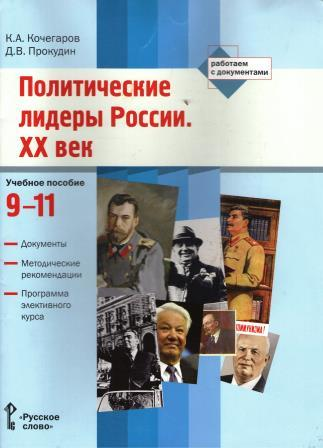 К.А. Кочегаров
Д.В. Прокудин
работаем
с документами
Политические
лидеры России.
XX век
Учебное пособие
9–11
Документы
Методические
рекомендации
Программа
элективного
курса
«Русское
слово»